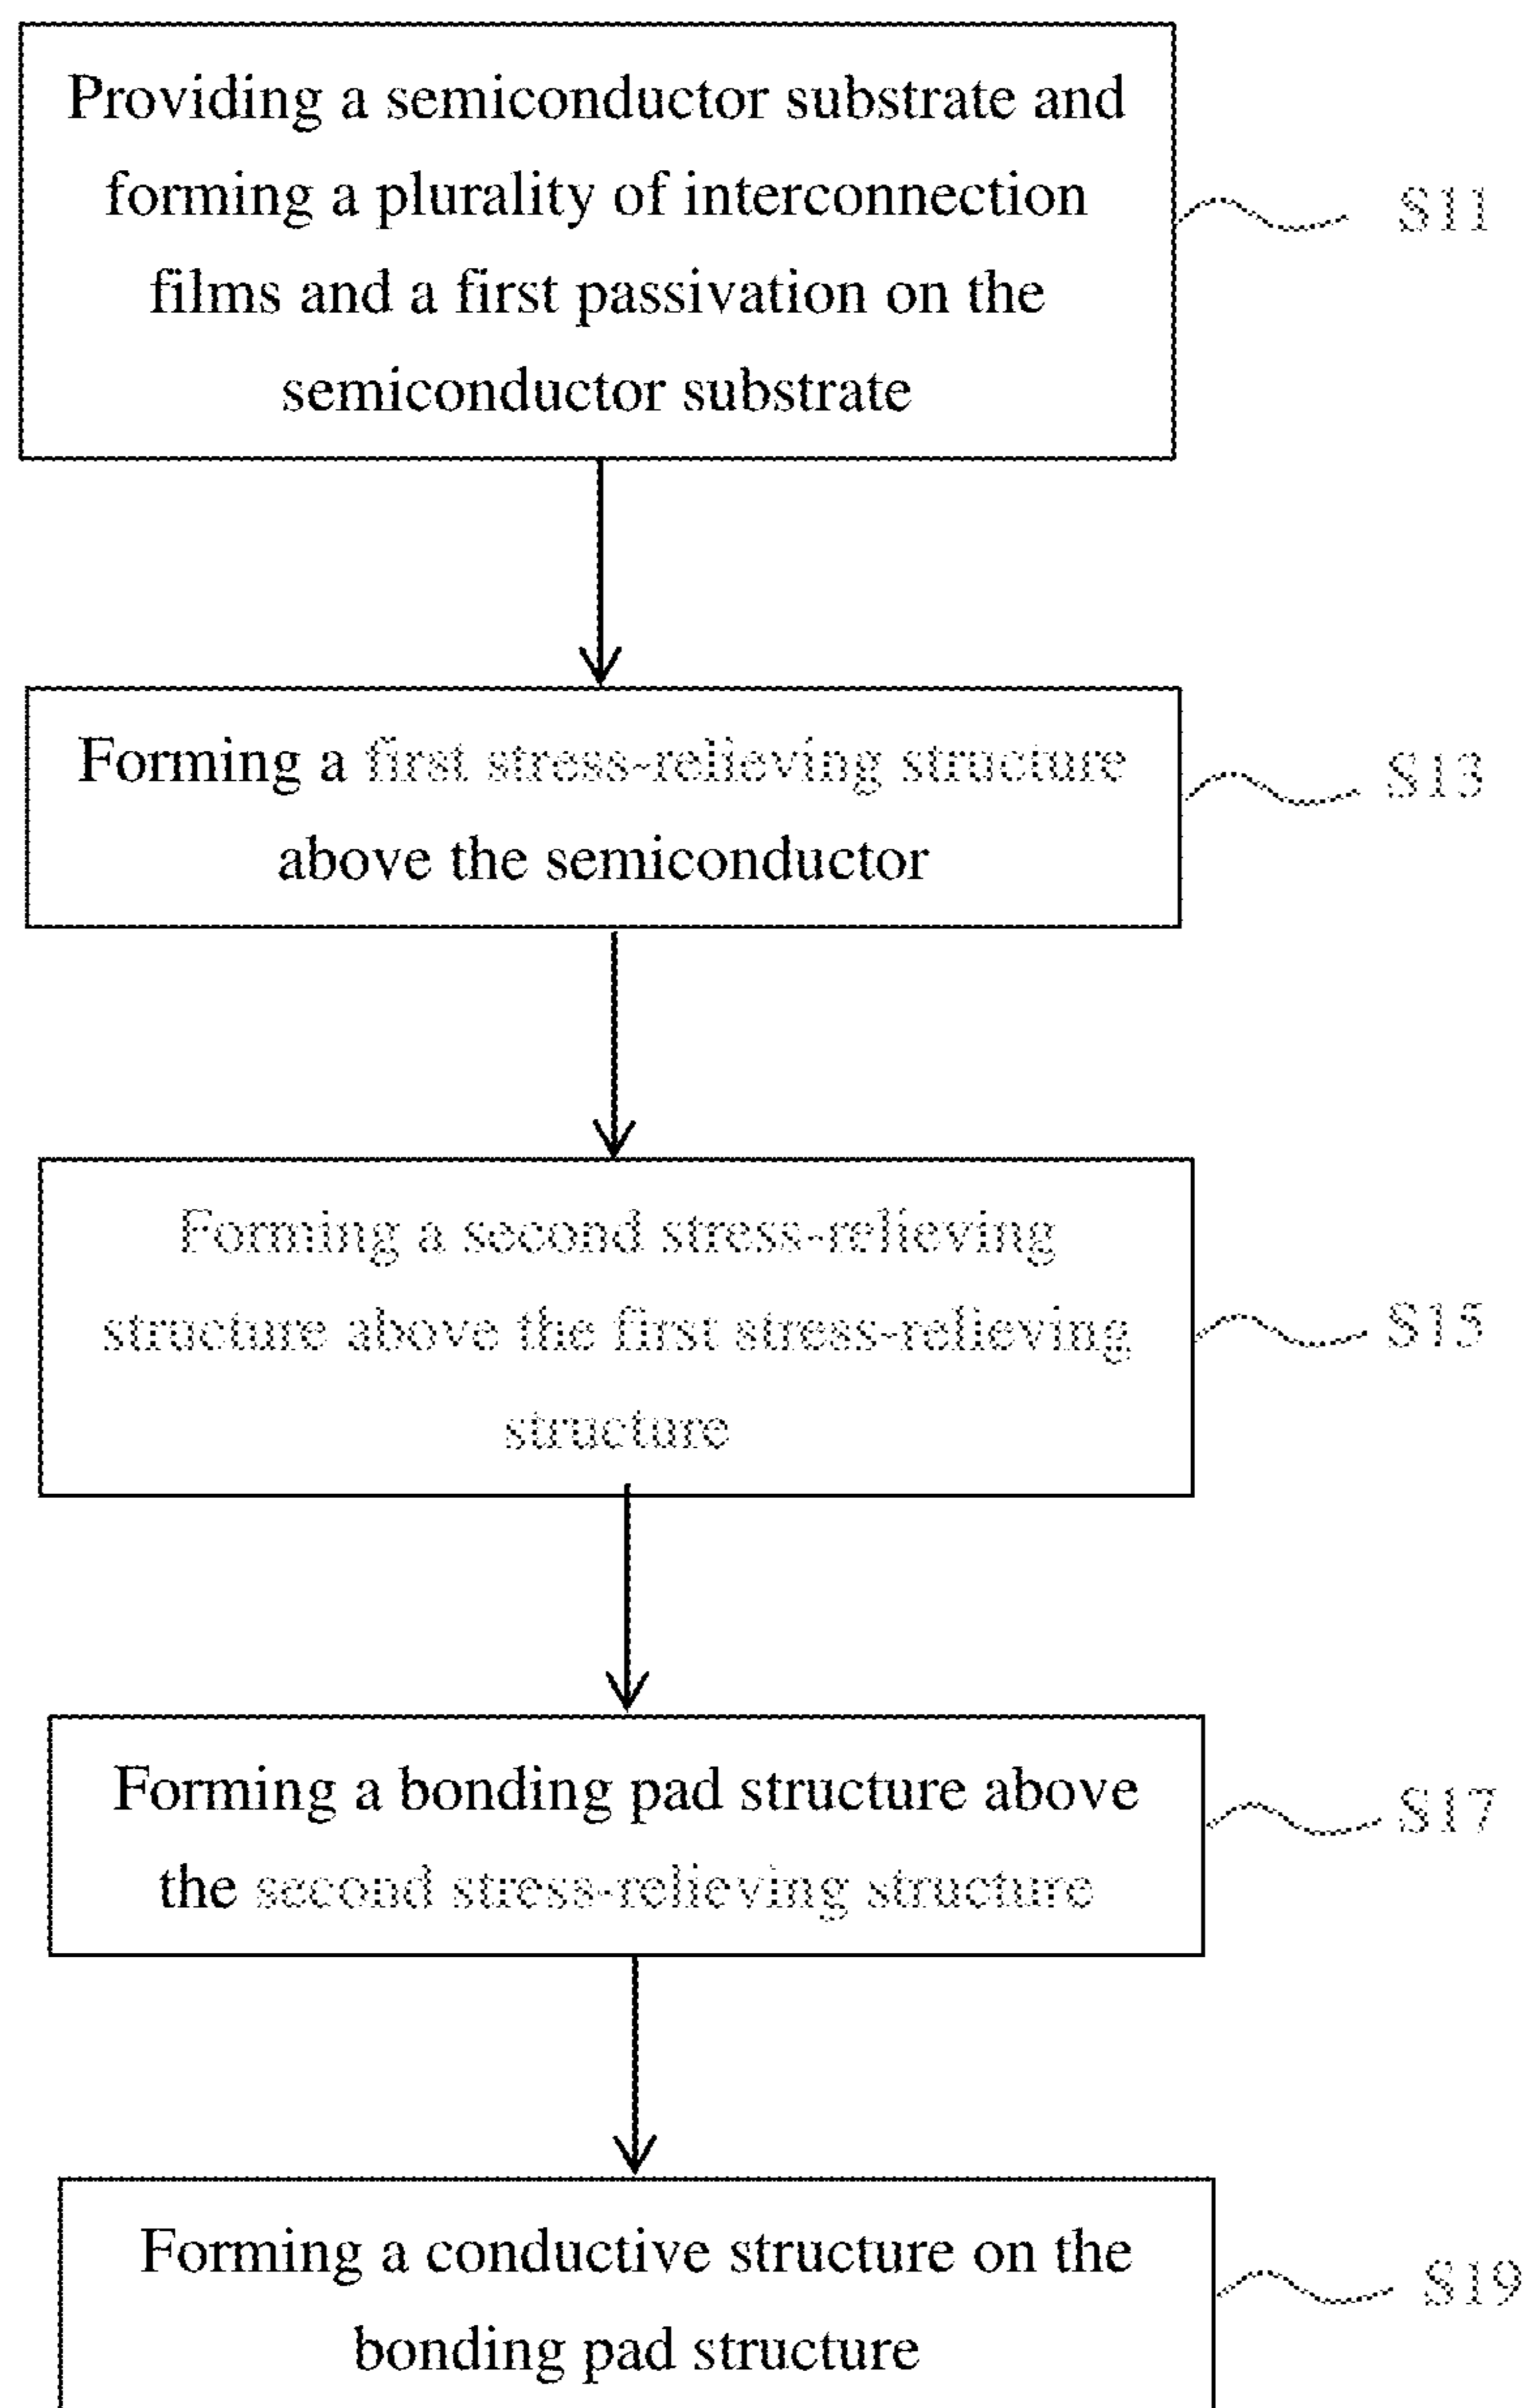 Providing a semiconductor substrate and
forming a plurality of interconnection
films and a first passivation on the
semiconductor substrate
S11
Forming a first stress-relieving structure
above the semiconductor
S13
Forming a second stress-relieving
structure above the first stress-relieving
structure
S15
Forming a bonding pad structure above
the second stress-relieving structure
S17
Forming a conductive structure on the
bonding pad structure
S19